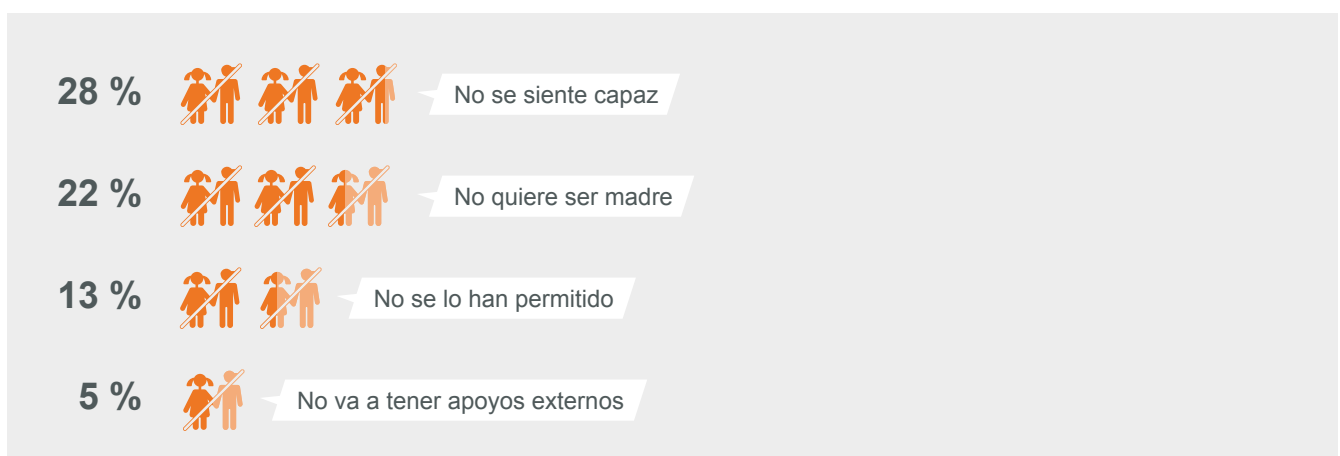 28 % No se siente capaz
22 % No quiere ser madre
13 % No se lo han permitido
5 % No va a tener apoyos externos